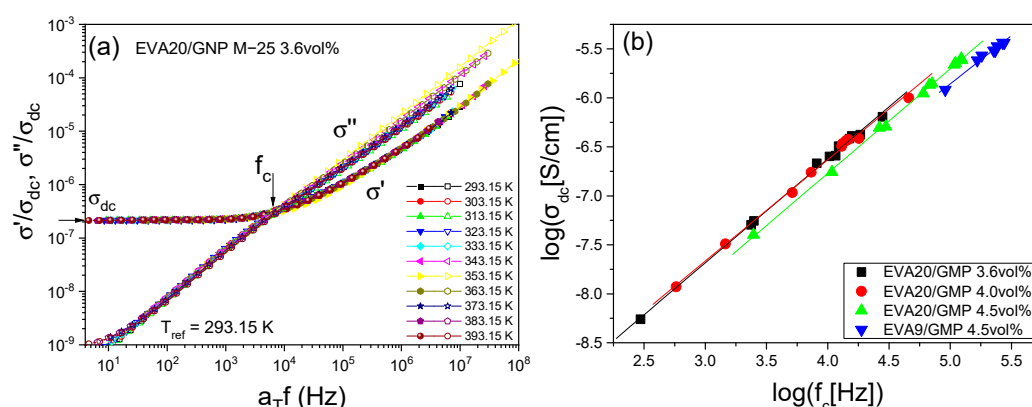 (a)
EVA20/GNP M−25 3.6vol%
σ'/σdc, σ''/σdc
10⁻³
10⁻⁴
10⁻⁵
10⁻⁶
10⁻⁷
10⁻⁸
10⁻⁹
σ''
fc
σ'
σdc
293.15 K
303.15 K
313.15 K
323.15 K
333.15 K
343.15 K
353.15 K
363.15 K
373.15 K
383.15 K
393.15 K
Tref = 293.15 K
10¹ 10² 10³ 10⁴ 10⁵ 10⁶ 10⁷ 10⁸
aTf (Hz)
(b)
log(σdc[S/cm])
-5.5
-6.0
-6.5
-7.0
-7.5
-8.0
-8.5
EVA20/GMP 3.6vol%
EVA20/GMP 4.0vol%
EVA20/GMP 4.5vol%
EVA9/GMP 4.5vol%
2.5 3.0 3.5 4.0 4.5 5.0 5.5
log(fc[Hz])